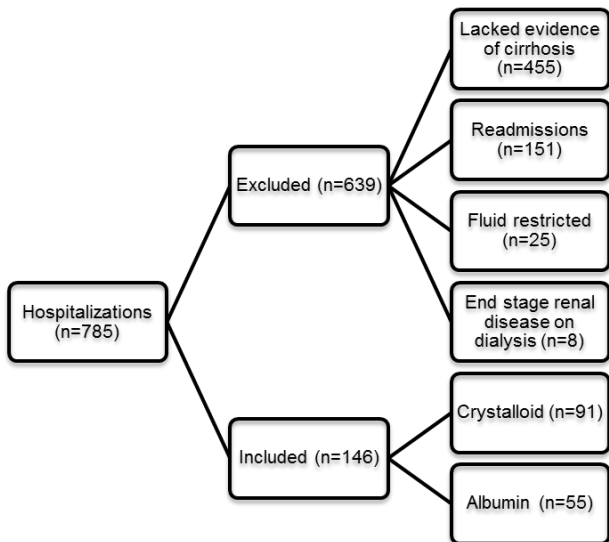 Lacked evidence
of cirrhosis
(n=455)
Readmissions
(n=151)
Excluded (n=639)
Fluid restricted
(n=25)
Hospitalizations
(n=785)
End stage renal
disease on
dialysis (n=8)
Crystalloid (n=91)
Included (n=146)
Albumin (n=55)